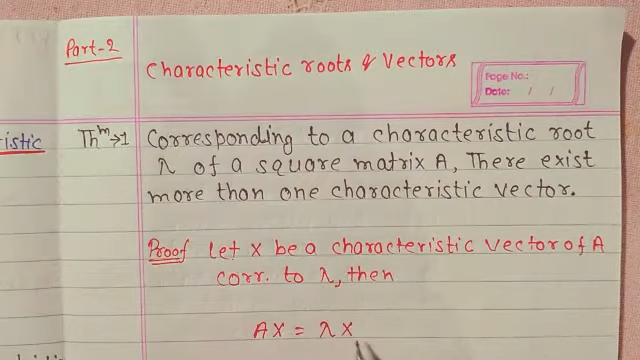 Part-2
Characteristic roots & Vectors
Page No.:
Date: / /
istic
Thm→1 Corresponding to a characteristic root
λ of a square matrix A, There exist
more than one characteristic vector.
Proof Let X be a characteristic vector of A
corr. to λ, then
AX = λX